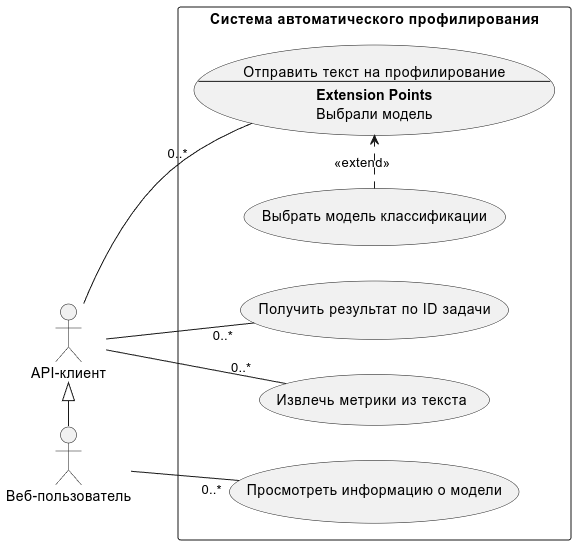 Система автоматического профилирования
Отправить текст на профилирование
Extension Points
Выбрали модель
0..*
«extend»
Выбрать модель классификации
Получить результат по ID задачи
0..*
0..*
API-клиент
Извлечь метрики из текста
Просмотреть информацию о модели
0..*
Веб-пользователь